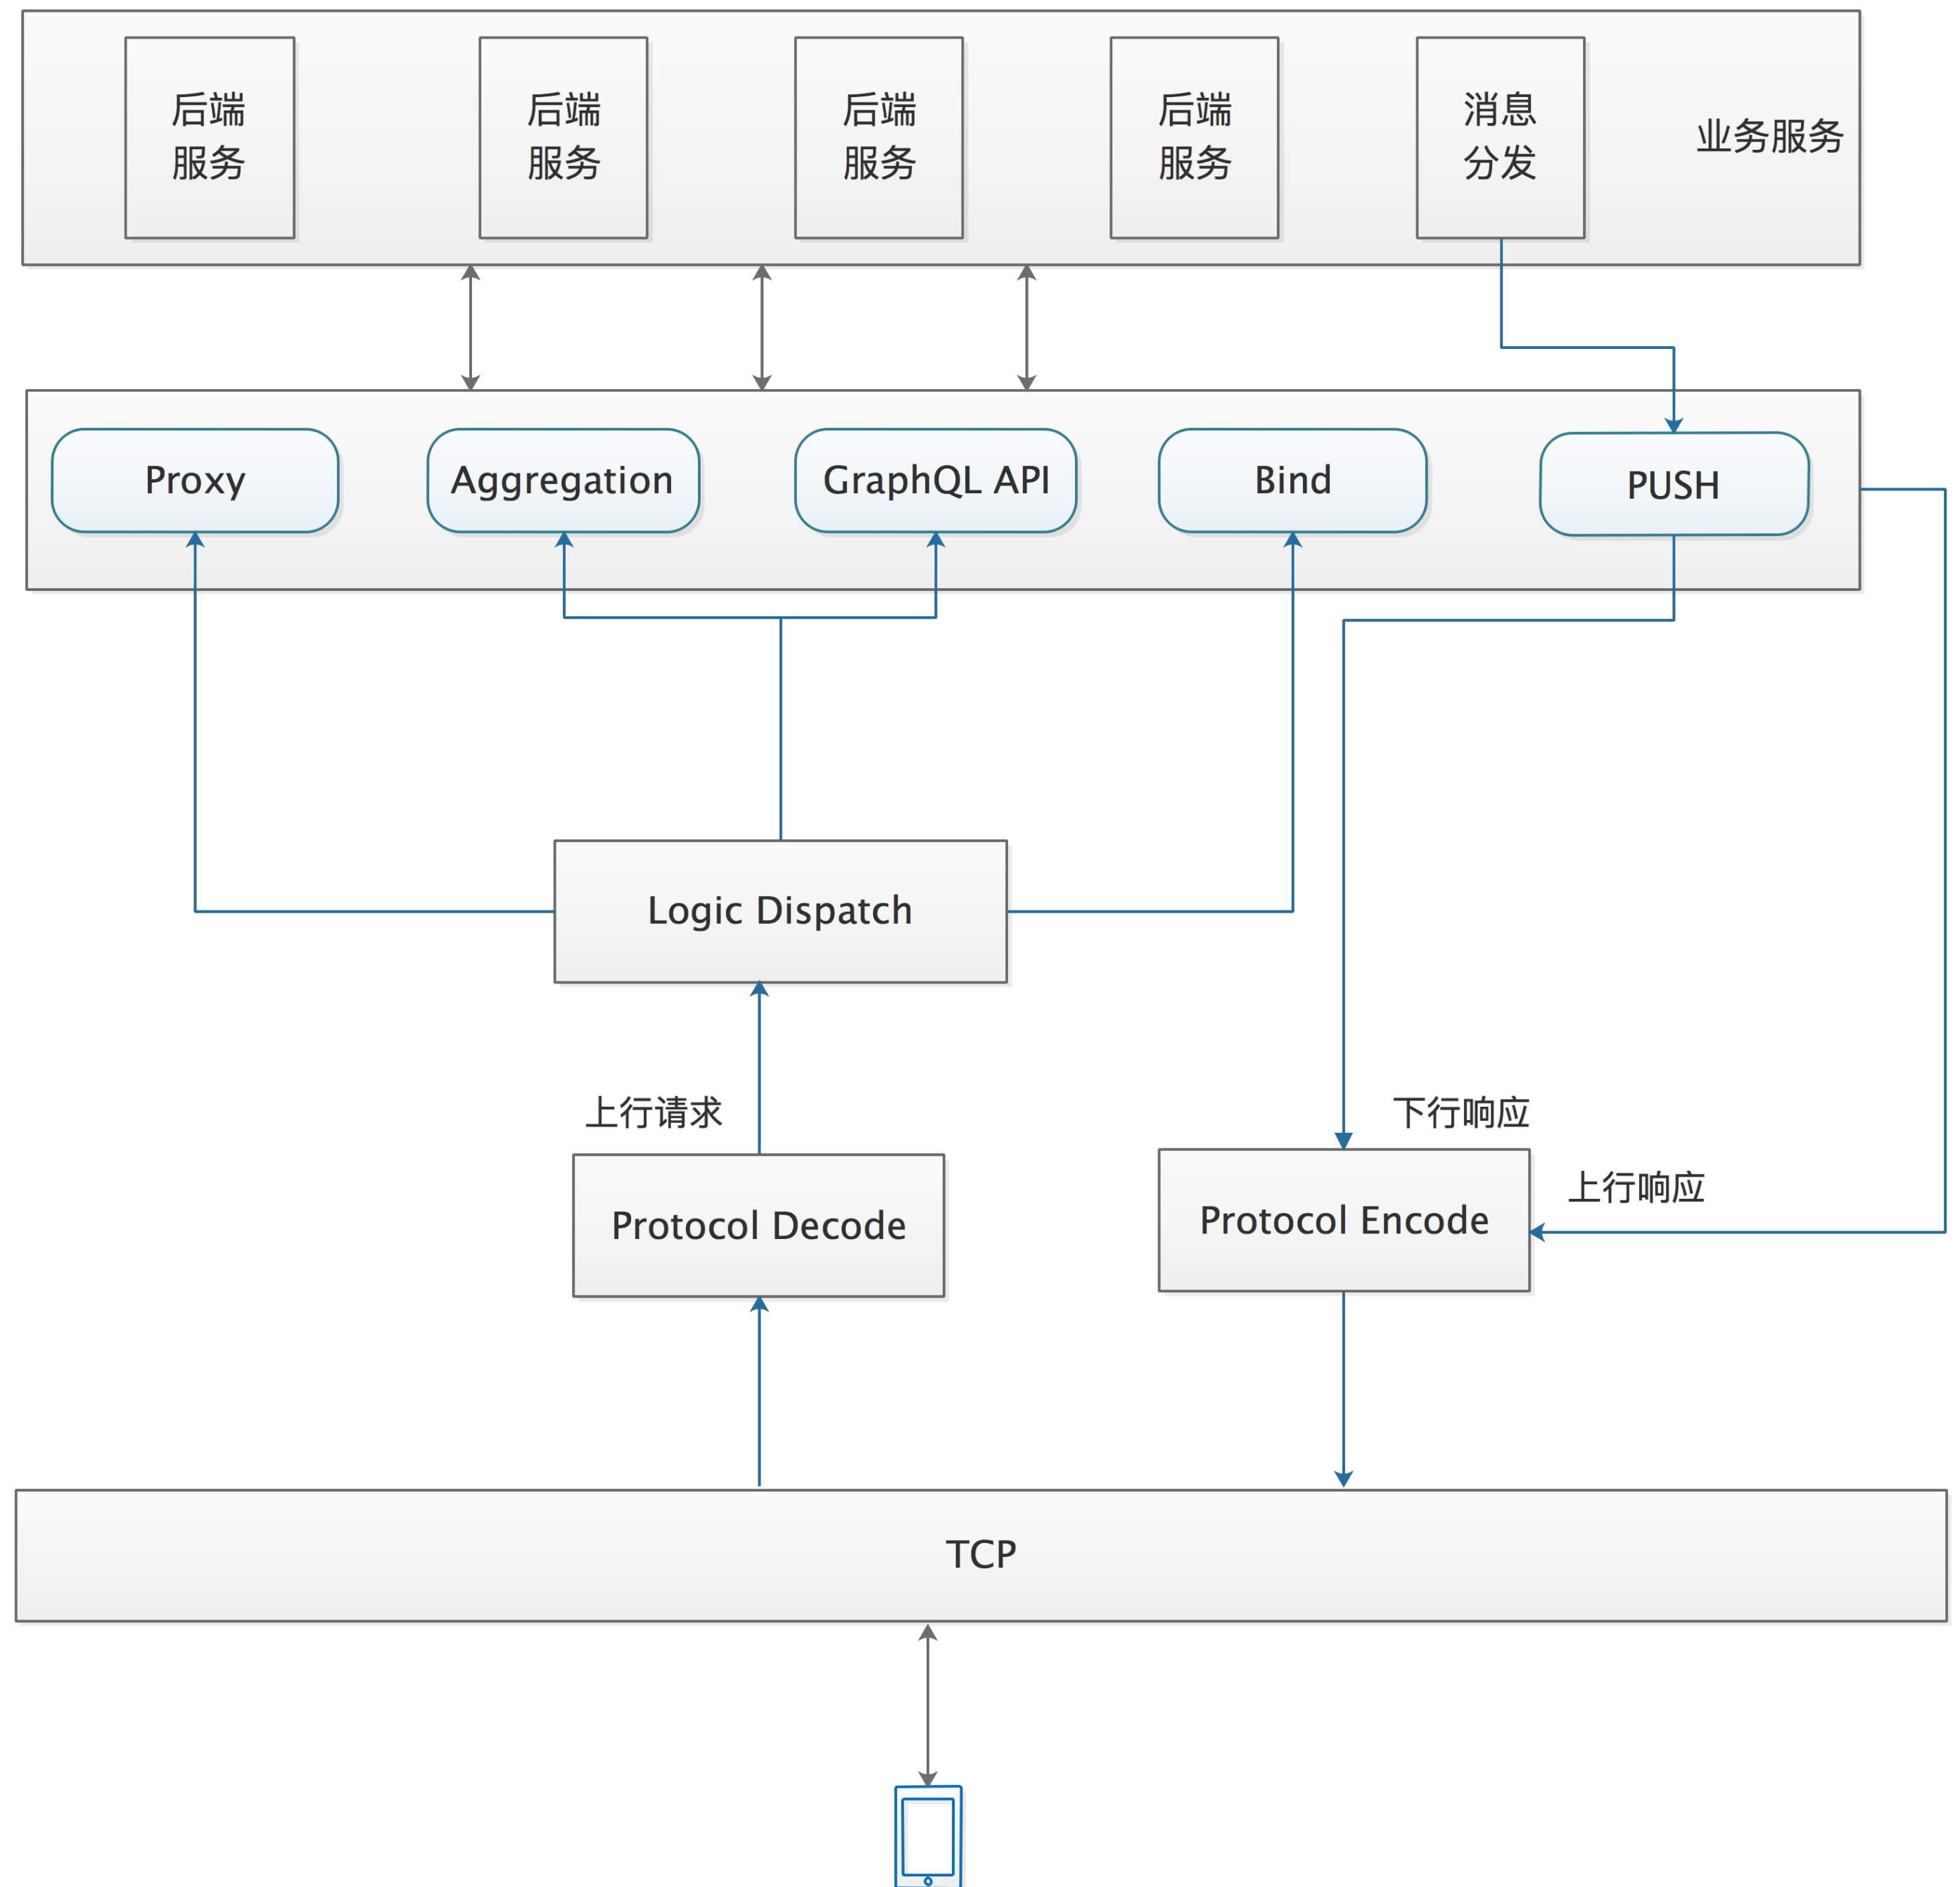 后端
服务
后端
服务
后端
服务
后端
服务
消息
分发
业务服务
Proxy
Aggregation
GraphQL API
Bind
PUSH
Logic Dispatch
上行请求
下行响应
上行响应
Protocol Decode
Protocol Encode
TCP